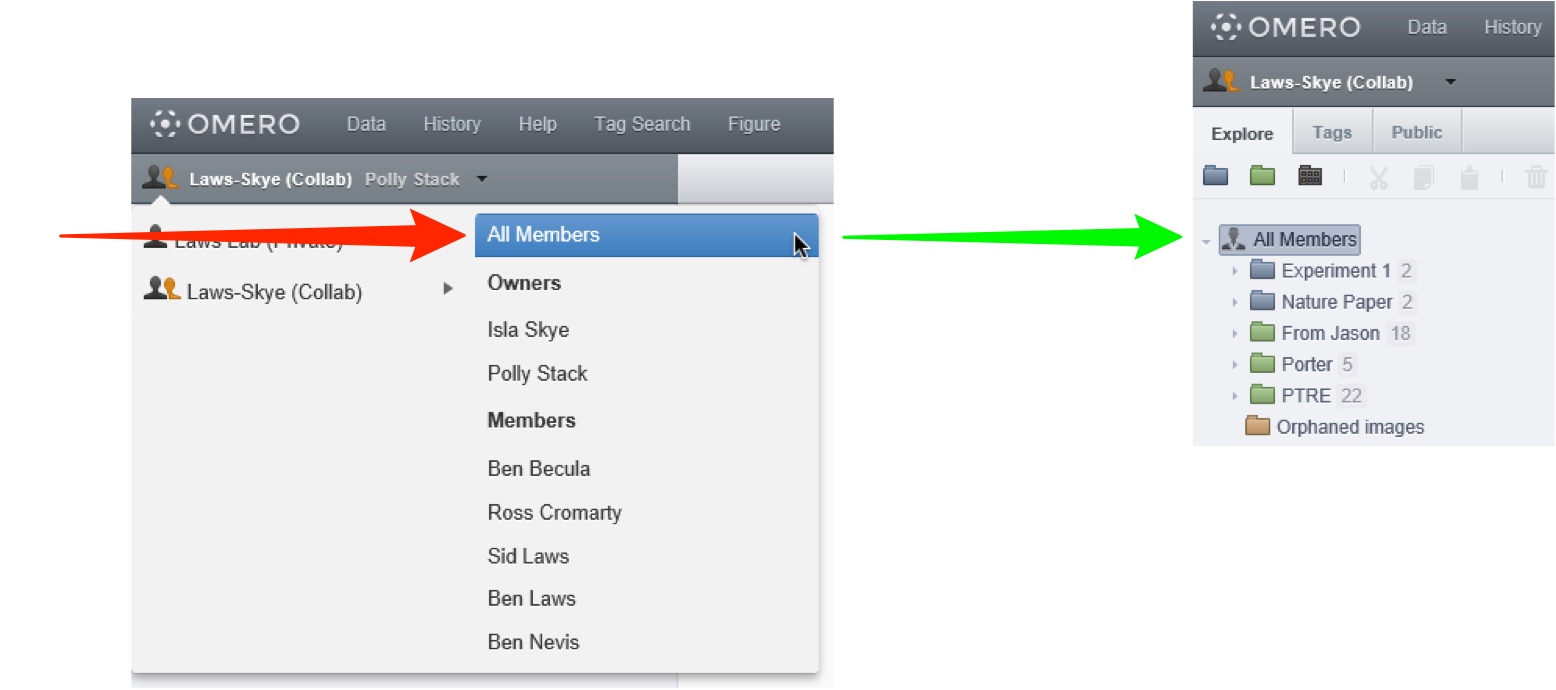 OMERO Data History Help Tag Search Figure
Laws-Skye (Collab) Polly Stack
Laws Lab (Private)
Laws-Skye (Collab)
All Members
Owners
Isla Skye
Polly Stack
Members
Ben Becula
Ross Cromarty
Sid Laws
Ben Laws
Ben Nevis
OMERO Data History
Laws-Skye (Collab)
Explore Tags Public
All Members
Experiment 1 2
Nature Paper 2
From Jason 18
Porter 5
PTRE 22
Orphaned images